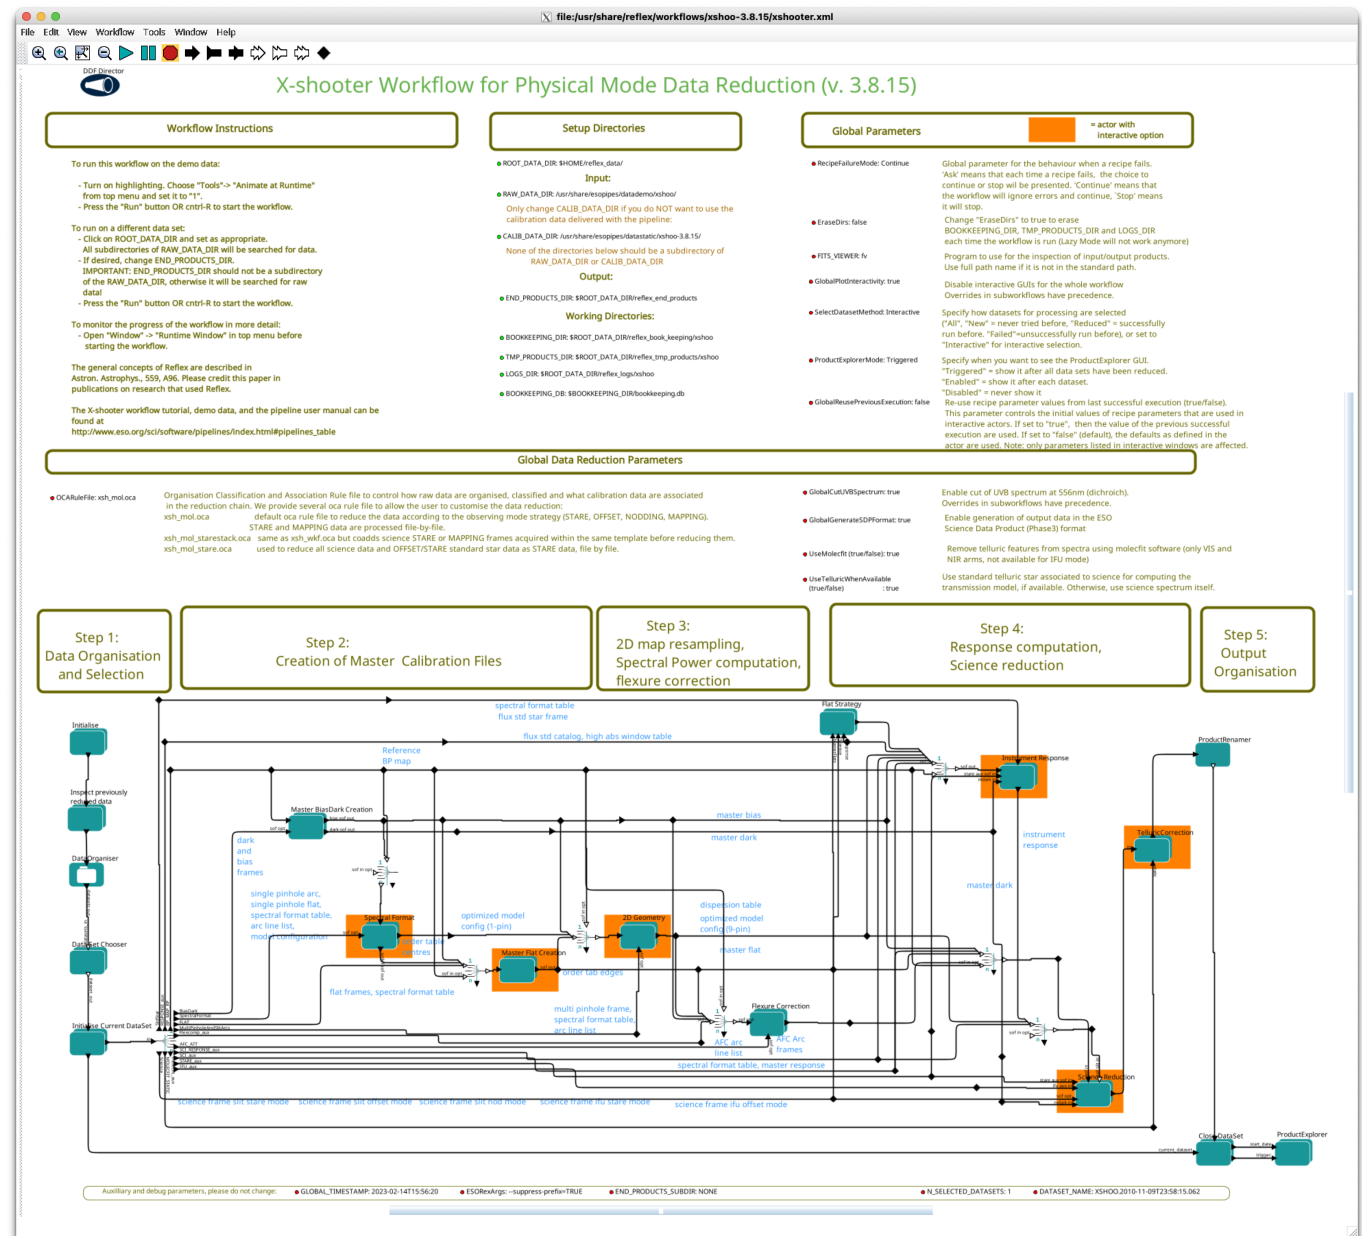 file:/usr/share/reflex/workflows/xshoo-3.8.15/xshooter.xml
File Edit View Workflow Tools Window Help
DDF Director
X-shooter Workflow for Physical Mode Data Reduction (v. 3.8.15)
Workflow Instructions
To run this workflow on the demo data:
- Turn on highlighting. Choose "Tools"-> "Animate at Runtime"
from top menu and set it to "1".
- Press the "Run" button OR cntrl-R to start the workflow.
To run on a different data set:
- Click on ROOT_DATA_DIR and set as appropriate.
All subdirectories of RAW_DATA_DIR will be searched for data.
- If desired, change END_PRODUCTS_DIR.
IMPORTANT: END_PRODUCTS_DIR should not be a subdirectory
of the RAW_DATA_DIR, otherwise it will be searched for raw
data!
- Press the "Run" button OR cntrl-R to start the workflow.
To monitor the progress of the workflow in more detail:
- Open "Window" -> "Runtime Window" in top menu before
starting the workflow.
The general concepts of Reflex are described in
Astron. Astrophys., 559, A96. Please credit this paper in
publications on research that used Reflex.
The X-shooter workflow tutorial, demo data, and the pipeline user manual can be
found at
http://www.eso.org/sci/software/pipelines/index.html#pipelines_table
Setup Directories
ROOT_DATA_DIR: $HOME/reflex_data/
Input:
RAW_DATA_DIR: /usr/share/esopipes/datademo/xshoo/
Only change CALIB_DATA_DIR if you do NOT want to use the
calibration data delivered with the pipeline:
CALIB_DATA_DIR: /usr/share/esopipes/datastatic/xshoo-3.8.15/
None of the directories below should be a subdirectory of
RAW_DATA_DIR or CALIB_DATA_DIR
Output:
END_PRODUCTS_DIR: $ROOT_DATA_DIR/reflex_end_products
Working Directories:
BOOKKEEPING_DIR: $ROOT_DATA_DIR/reflex_book_keeping/xshoo
TMP_PRODUCTS_DIR: $ROOT_DATA_DIR/reflex_tmp_products/xshoo
LOGS_DIR: $ROOT_DATA_DIR/reflex_logs/xshoo
BOOKKEEPING_DB: $BOOKKEEPING_DIR/bookkeeping.db
Global Parameters
= actor with
interactive option
RecipeFailureMode: Continue
Global parameter for the behaviour when a recipe fails.
'Ask' means that each time a recipe fails, the choice to
continue or stop wil be presented. 'Continue' means that
the workflow will ignore errors and continue, `Stop' means
it will stop.
EraseDirs: false
Change "EraseDirs" to true to erase
BOOKKEEPING_DIR, TMP_PRODUCTS_DIR and LOGS_DIR
each time the workflow is run (Lazy Mode will not work anymore)
FITS_VIEWER: fv
Program to use for the inspection of input/output products.
Use full path name if it is not in the standard path.
GlobalPlotInteractivity: true
Disable interactive GUIs for the whole workflow
Overrides in subworkflows have precedence.
SelectDatasetMethod: Interactive
Specify how datasets for processing are selected
("All", "New" = never tried before, "Reduced" = successfully
run before. "Failed"=unsuccessfully run before), or set to
"Interactive" for interactive selection.
ProductExplorerMode: Triggered
Specify when you want to see the ProductExplorer GUI.
"Triggered" = show it after all data sets have been reduced.
"Enabled" = show it after each dataset.
"Disabled" = never show it
GlobalReusePreviousExecution: false
Re-use recipe parameter values from last successful execution (true/false).
This parameter controls the initial values of recipe parameters that are used in
interactive actors. If set to "true", then the value of the previous successful
execution are used. If set to "false" (default), the defaults as defined in the
actor are used. Note: only parameters listed in interactive windows are affected.
Global Data Reduction Parameters
OCARuleFile: xsh_mol.oca
Organisation Classification and Association Rule file to control how raw data are organised, classified and what calibration data are associated
in the reduction chain. We provide several oca rule file to allow the user to customise the data reduction:
xsh_mol.oca default oca rule file to reduce the data according to the observing mode strategy (STARE, OFFSET, NODDING, MAPPING).
STARE and MAPPING data are processed file-by-file.
xsh_mol_starestack.oca same as xsh_wkf.oca but coadds science STARE or MAPPING frames acquired within the same template before reducing them.
xsh_mol_stare.oca used to reduce all science data and OFFSET/STARE standard star data as STARE data, file by file.
GlobalCutUVBSpectrum: true
Enable cut of UVB spectrum at 556nm (dichroich).
Overrides in subworkflows have precedence.
GlobalGenerateSDPFormat: true
Enable generation of output data in the ESO
Science Data Product (Phase3) format
UseMolecfit (true/false): true
Remove telluric features from spectra using molecfit software (only VIS and
NIR arms, not available for IFU mode)
UseTelluricWhenAvailable
(true/false) : true
Use standard telluric star associated to science for computing the
transmission model, if available. Otherwise, use science spectrum itself.
Step 1:
Data Organisation
and Selection
Step 2:
Creation of Master Calibration Files
Step 3:
2D map resampling,
Spectral Power computation,
flexure correction
Step 4:
Response computation,
Science reduction
Step 5:
Output
Organisation
spectral format table
flux std star frame
Flat Strategy
Initialise
flux std catalog, high abs window table
ProductRenamer
Reference
BP map
Instrument Response
Inspect previously
reduced data
Master BiasDark Creation
bias sof out
dark sof out
master bias
master dark
instrument
response
TelluricCorrection
dark
and
bias
frames
DataOrganiser
master dark
single pinhole arc,
single pinhole flat,
spectral format table,
arc line list,
model configuration
Spectral Format
optimized model
config (1-pin)
2D Geometry
dispersion table
optimized model
config (9-pin)
order table
centres
DataSet Chooser
Master Flat Creation
master flat
order tab edges
flat frames, spectral format table
multi pinhole frame,
spectral format table,
arc line list
Flexure Correction
Initialise Current DataSet
BiasDark
SpectralFormat
FLAT
AFC_ATT
SCI_RESPONSE_aux
SCI_aux
STARE_aux
IFU_aux
AFC arc
line list
AFC Arc
frames
spectral format table, master response
Science Reduction
science frame slit stare mode science frame slit offset mode science frame slit nod mode science frame ifu stare mode science frame ifu offset mode
Close DataSet
ProductExplorer
current_dataset
start_date
trigger
Auxilliary and debug parameters, please do not change:
GLOBAL_TIMESTAMP: 2023-02-14T15:56:20
ESORexArgs: --suppress-prefix=TRUE
END_PRODUCTS_SUBDIR: NONE
N_SELECTED_DATASETS: 1
DATASET_NAME: XSHOO.2010-11-09T23:58:15.062